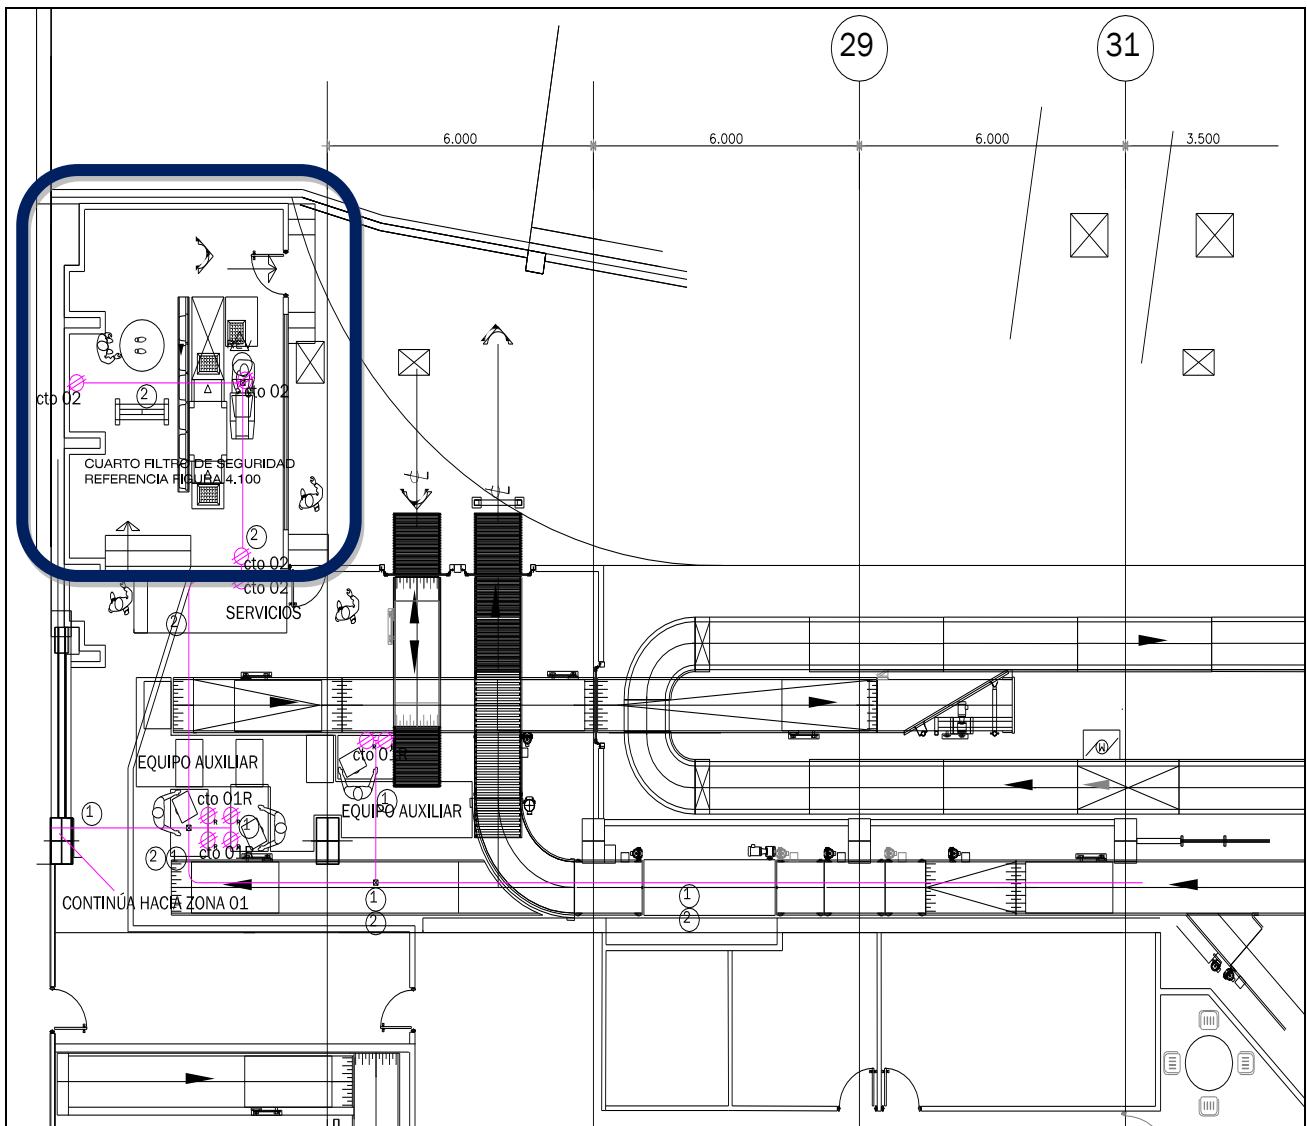 29
31
6.000
6.000
6.000
3.500
2
cto 02
cto 02
CUARTO FILTRO DE SEGURIDAD
REFERENCIA FIGURA 4.100
2
cto 02
cto 02
SERVICIOS
2
EQUIPO AUXILIAR
cto 01R
cto 01R
1
EQUIPO AUXILIAR
1
1
cto 01R
2
1
CONTINÚA HACIA ZONA 01
1
2
1
2
M